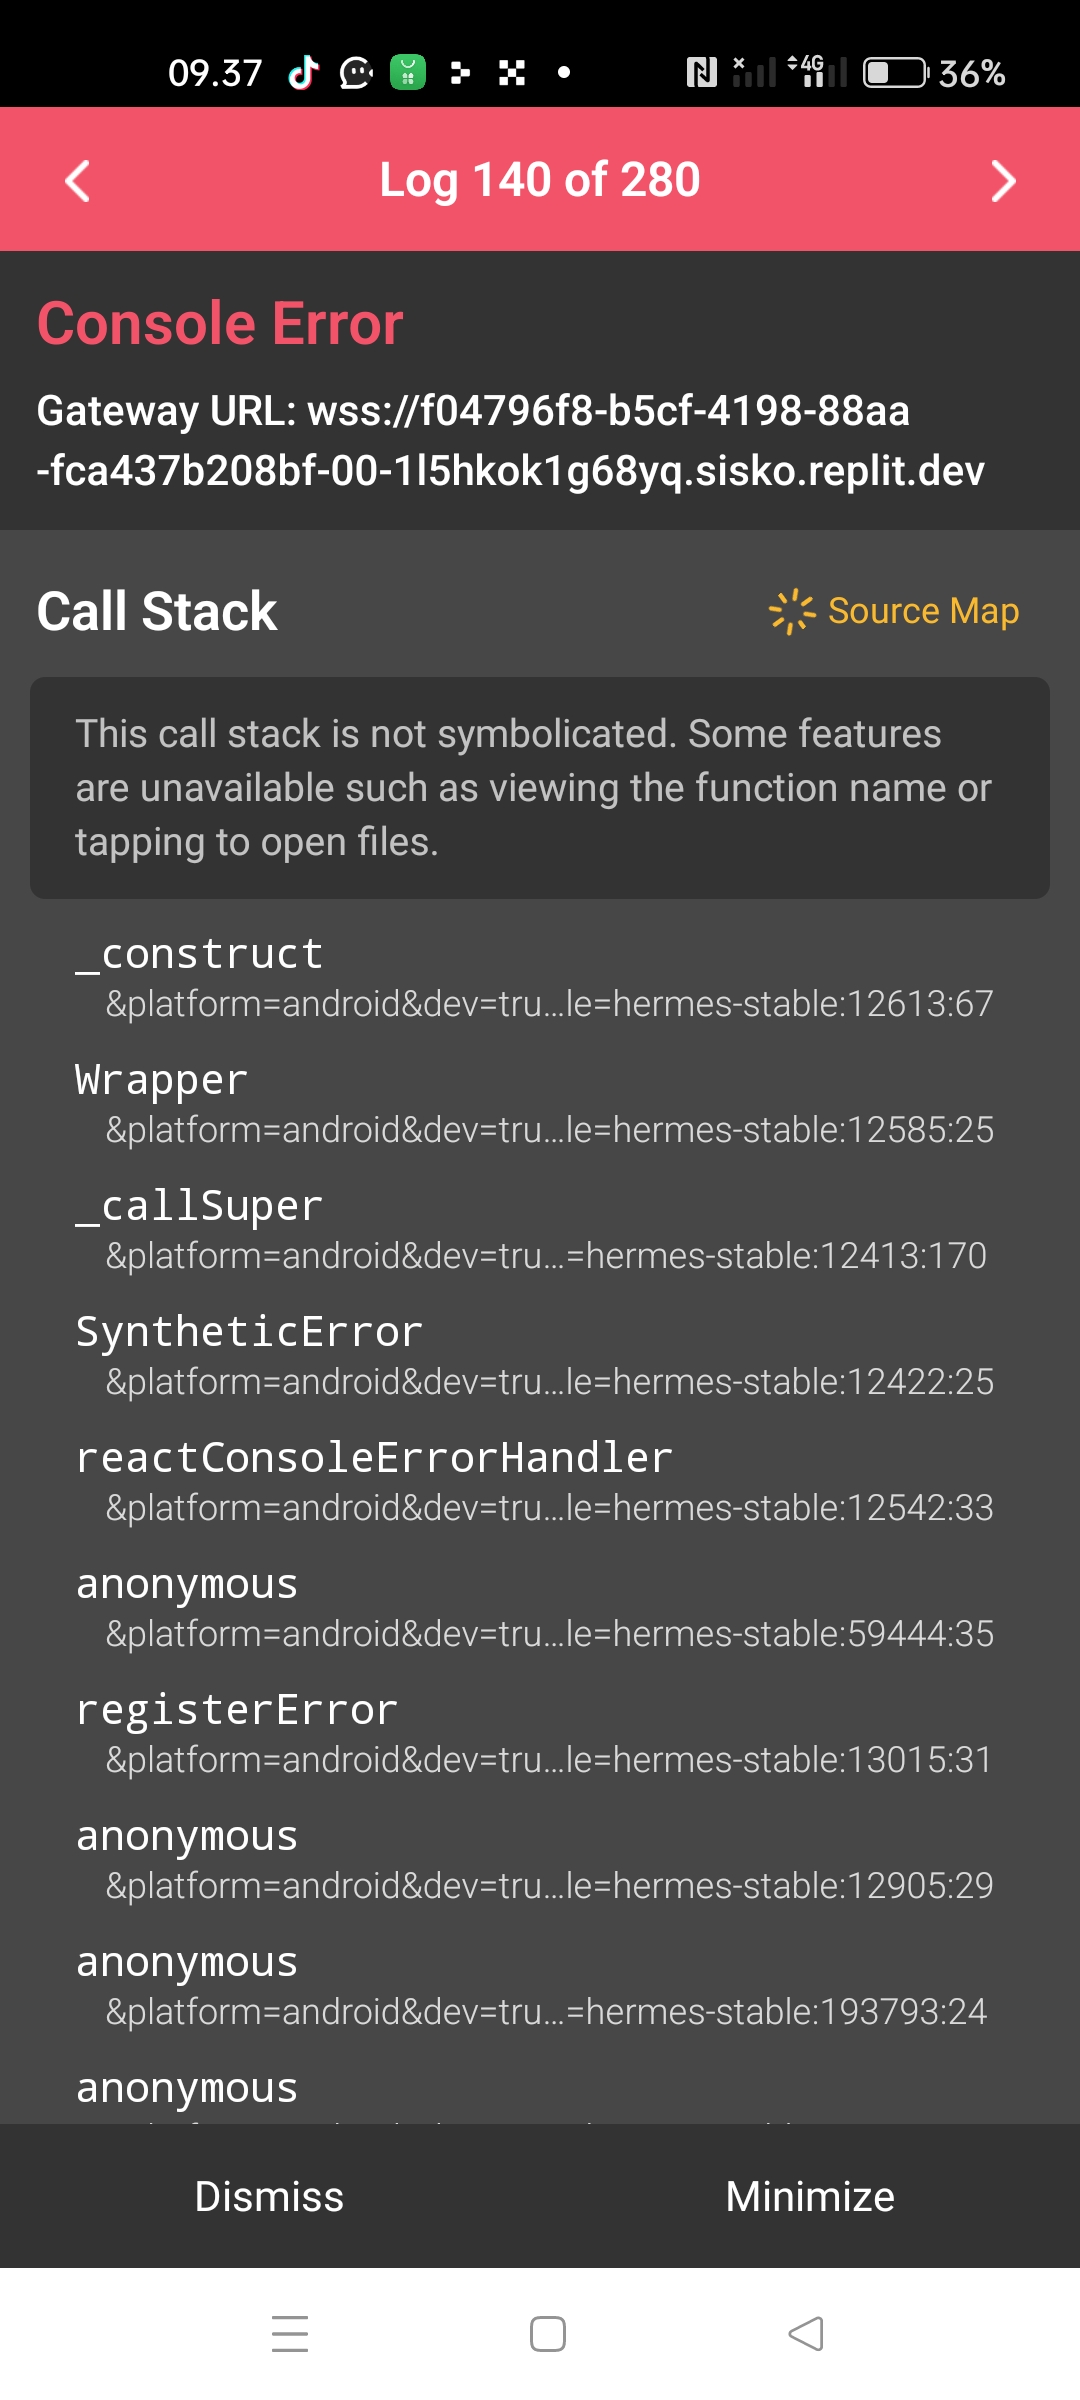 09.37
4G
36%
Log 140 of 280
Console Error
Gateway URL: wss://f04796f8-b5cf-4198-88aa
-fca437b208bf-00-1l5hkok1g68yq.sisko.replit.dev
Call Stack
Source Map
This call stack is not symbolicated. Some features
are unavailable such as viewing the function name or
tapping to open files.
_construct
&platform=android&dev=tru...le=hermes-stable:12613:67
Wrapper
&platform=android&dev=tru...le=hermes-stable:12585:25
_callSuper
&platform=android&dev=tru...=hermes-stable:12413:170
SyntheticError
&platform=android&dev=tru...le=hermes-stable:12422:25
reactConsoleErrorHandler
&platform=android&dev=tru...le=hermes-stable:12542:33
anonymous
&platform=android&dev=tru...le=hermes-stable:59444:35
registerError
&platform=android&dev=tru...le=hermes-stable:13015:31
anonymous
&platform=android&dev=tru...le=hermes-stable:12905:29
anonymous
&platform=android&dev=tru...=hermes-stable:193793:24
anonymous
Dismiss
Minimize